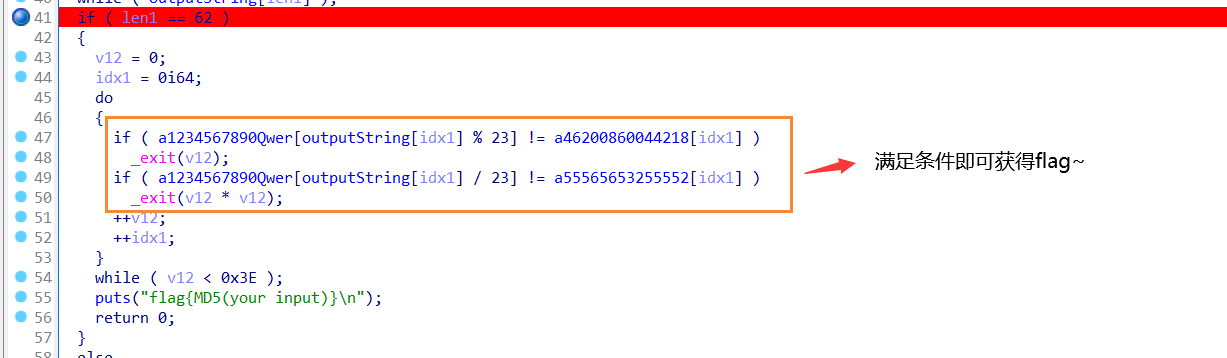 40 while ( outputString[len1] );
41 if ( len1 == 62 )
42 {
43 v12 = 0;
44 idx1 = 0i64;
45 do
46 {
47 if ( a1234567890Qwer[outputString[idx1] % 23] != a46200860044218[idx1] )
48 _exit(v12);
49 if ( a1234567890Qwer[outputString[idx1] / 23] != a55565653255552[idx1] )
满足条件即可获得flag~
50 _exit(v12 * v12);
51 ++v12;
52 ++idx1;
53 }
54 while ( v12 < 0x3E );
55 puts("flag{MD5(your input)}\n");
56 return 0;
57 }
58 else